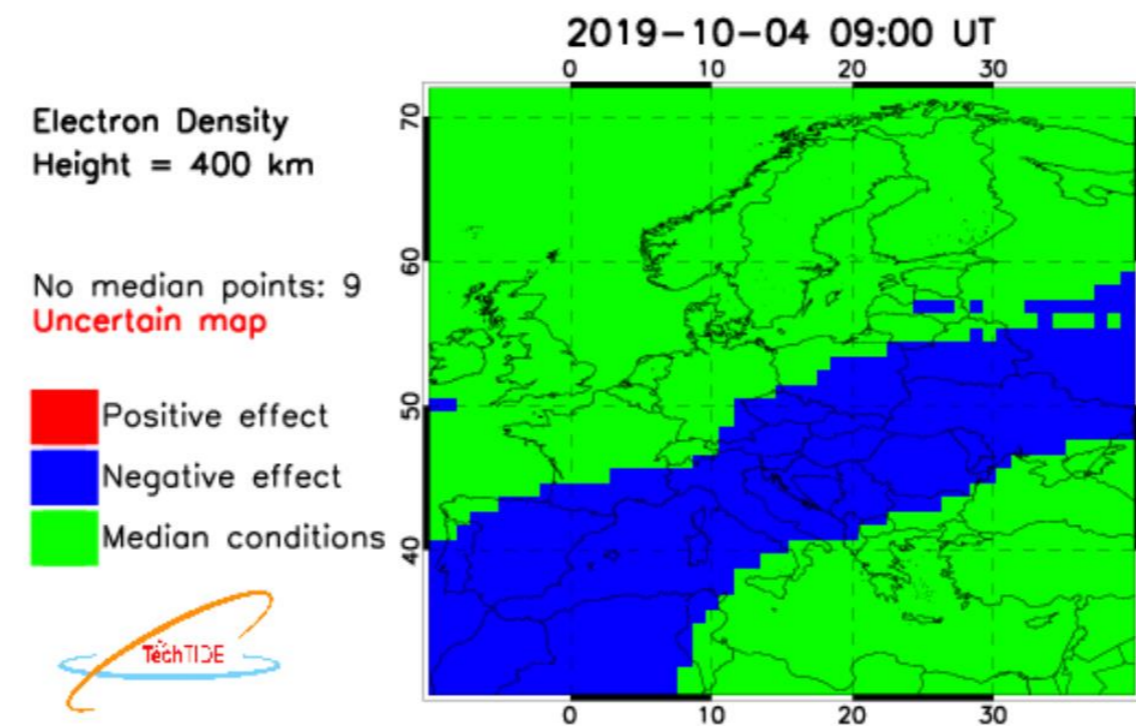 2019-10-04 09:00 UT
0 10 20 30
Electron Density
Height = 400 km
No median points: 9
Uncertain map
Positive effect
Negative effect
Median conditions
TechTIDE
70
60
50
40
0 10 20 30